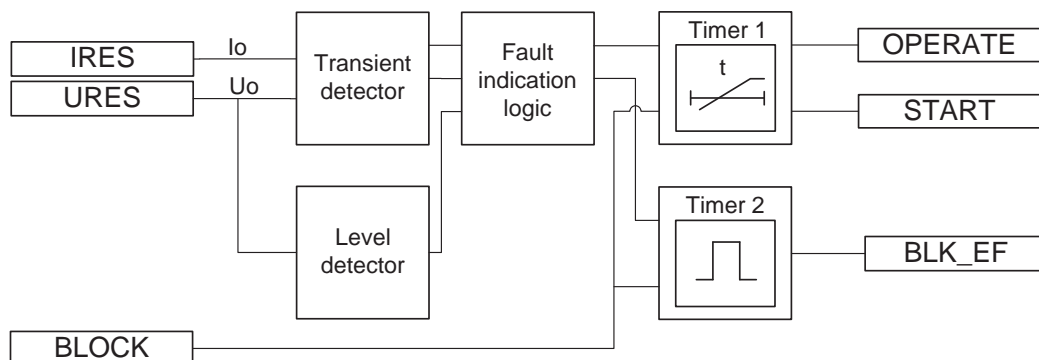 IRES
Io
URES
Uo
Transient
detector
Fault
indication
logic
Timer 1
t
OPERATE
START
Level
detector
Timer 2
BLK_EF
BLOCK